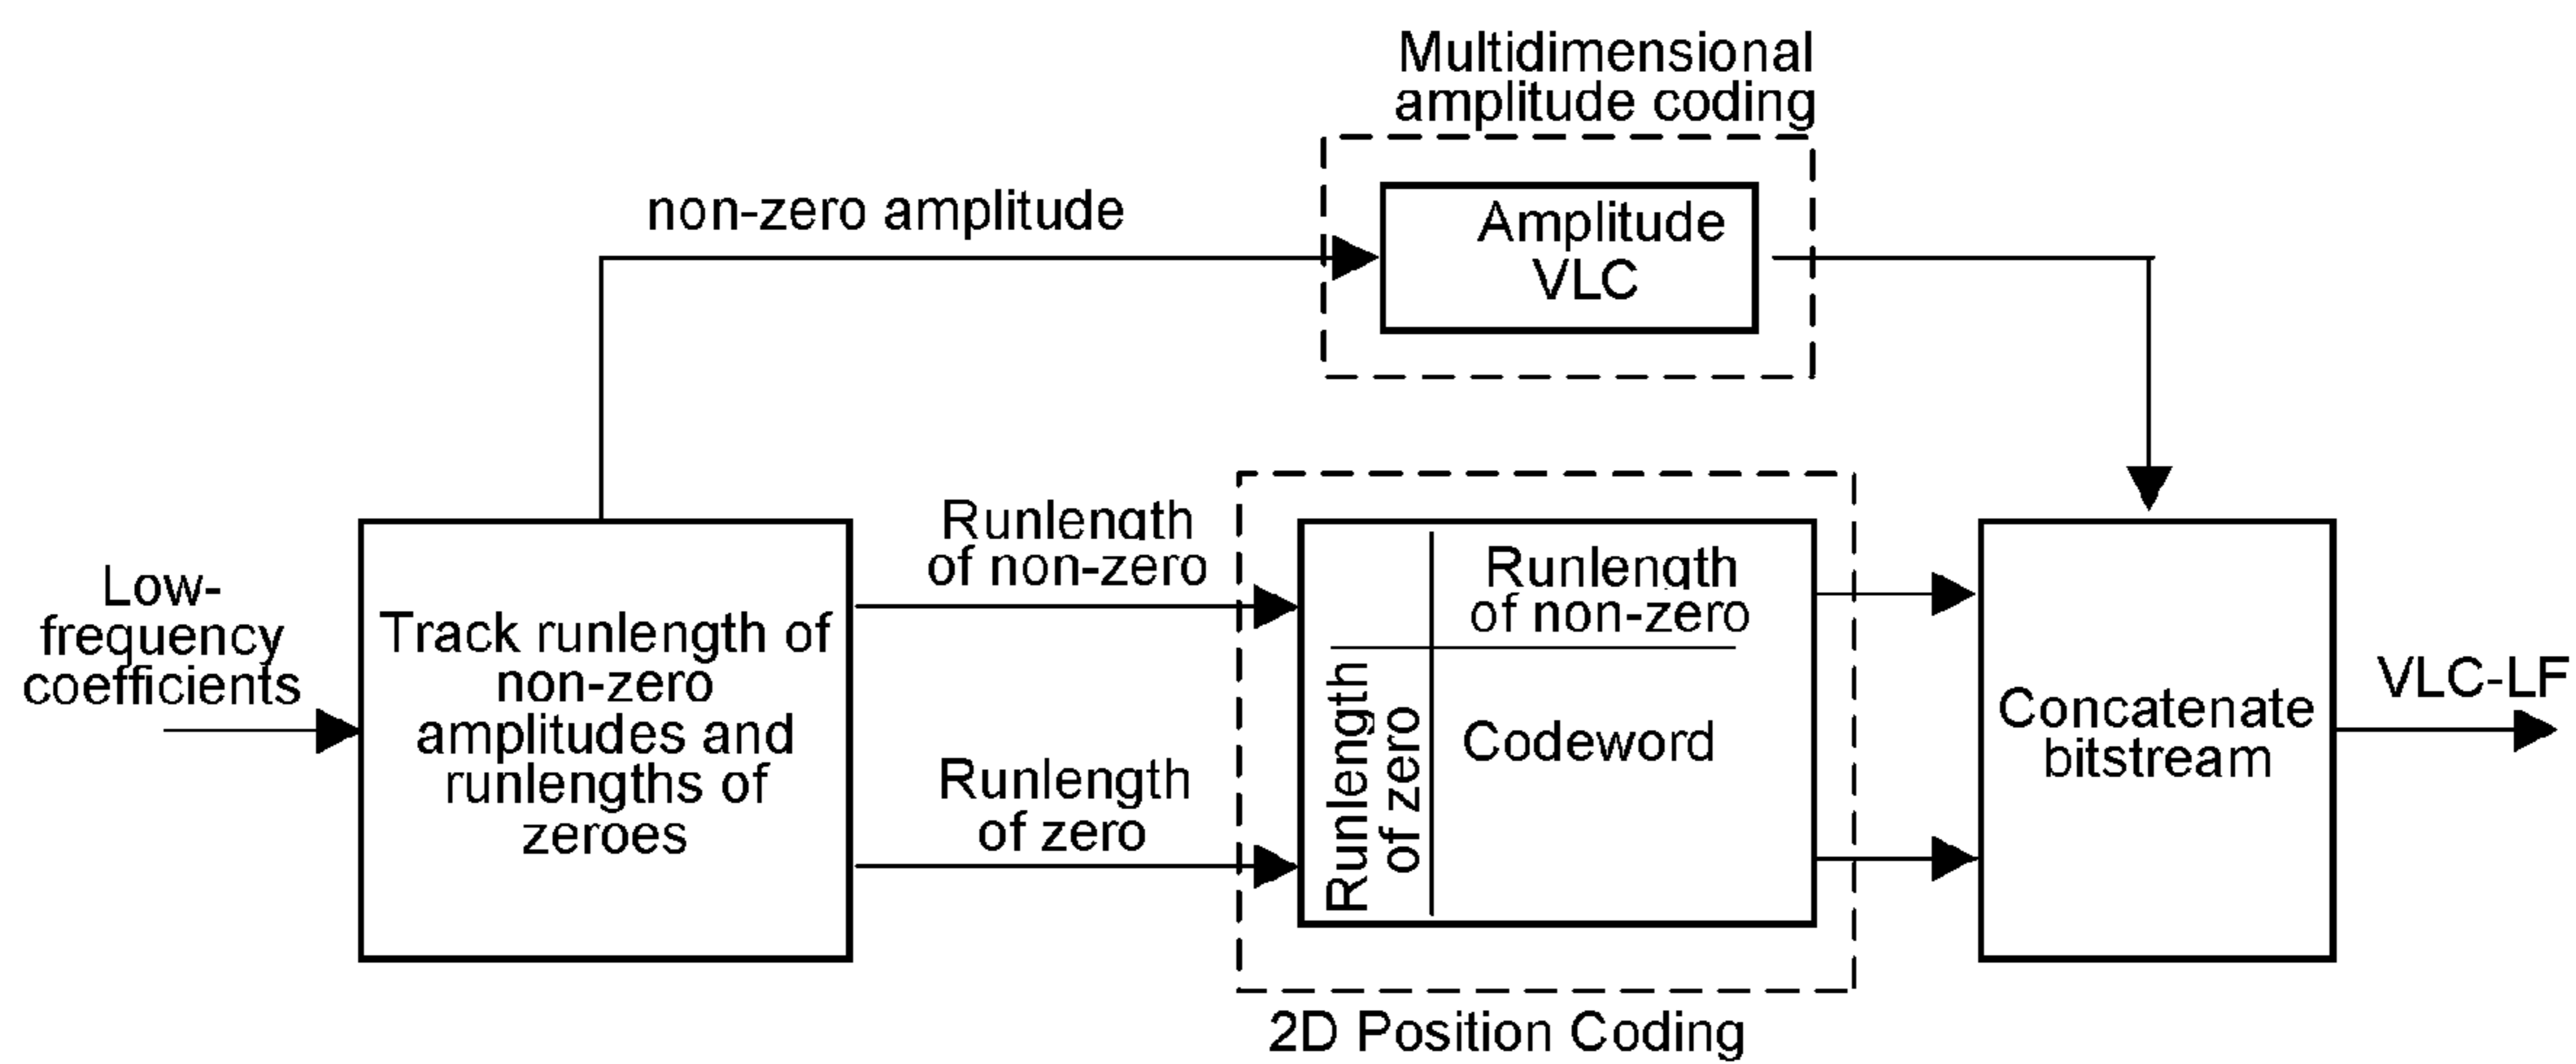 Multidimensional
amplitude coding
non-zero amplitude
Amplitude
VLC
Low-
frequency
coefficients
Track runlength of
non-zero
amplitudes and
runlengths of
zeroes
Runlength
of non-zero
Runlength
of zero
Runlength
of non-zero
Runlength
of zero
Codeword
Concatenate
bitstream
VLC-LF
2D Position Coding